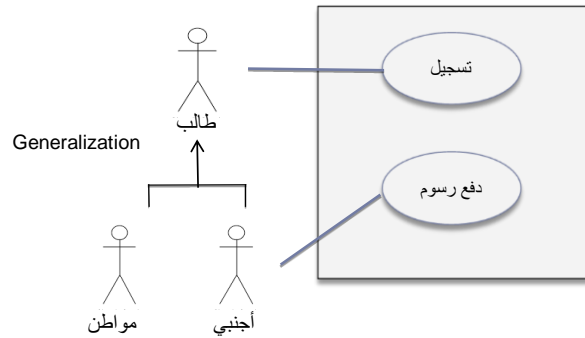 تسجيل
طالب
Generalization
دفع رسوم
مواطن
أجنبي